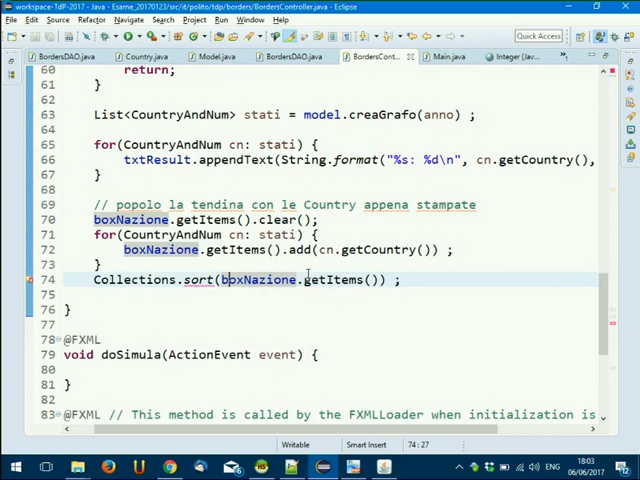 workspace-TdP-2017 - Java - Esame_20170123/src/it/polito/tdp/borders/BordersController.java - Eclipse
File Edit Source Refactor Navigate Search Project Run Window Help
Quick Access
BordersDAO.java Country.java Model.java BordersDAO.java BordersCont... Main.java Integer (Jav...
60 return;
61 }
62
63 List<CountryAndNum> stati = model.creaGrafo(anno) ;
64
65 for(CountryAndNum cn: stati) {
66 txtResult.appendText(String.format("%s: %d\n", cn.getCountry(),
67 }
68
69 // popolo la tendina con le Country appena stampate
70 boxNazione.getItems().clear();
71 for(CountryAndNum cn: stati) {
72 boxNazione.getItems().add(cn.getCountry()) ;
73 }
74 Collections.sort(boxNazione.getItems()) ;
75
76 }
77
78 @FXML
79 void doSimula(ActionEvent event) {
80
81 }
82
83 @FXML // This method is called by the FXMLLoader when initialization is
Writable Smart Insert 74 : 27
18:03
06/06/2017